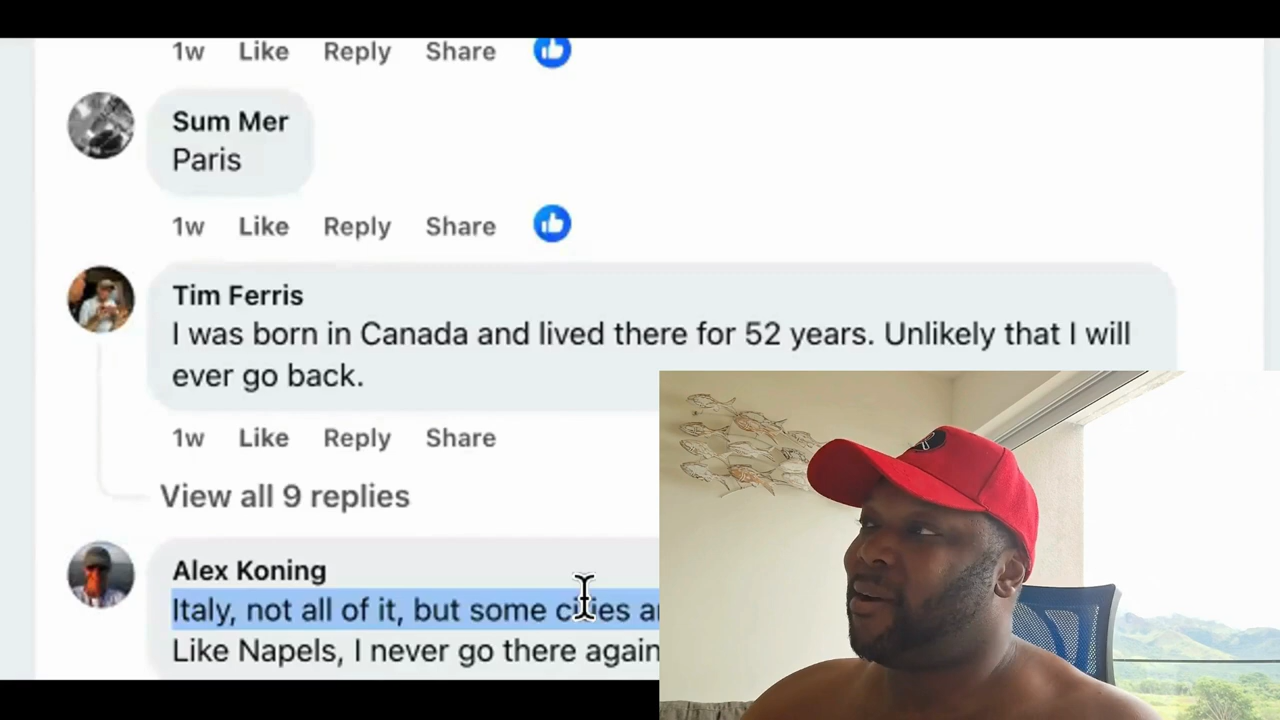 1w Like Reply Share
Sum Mer
Paris
1w Like Reply Share
Tim Ferris
I was born in Canada and lived there for 52 years. Unlikely that I will
ever go back.
1w Like Reply Share
View all 9 replies
Alex Koning
Italy, not all of it, but some cities
Like Napels, I never go there again